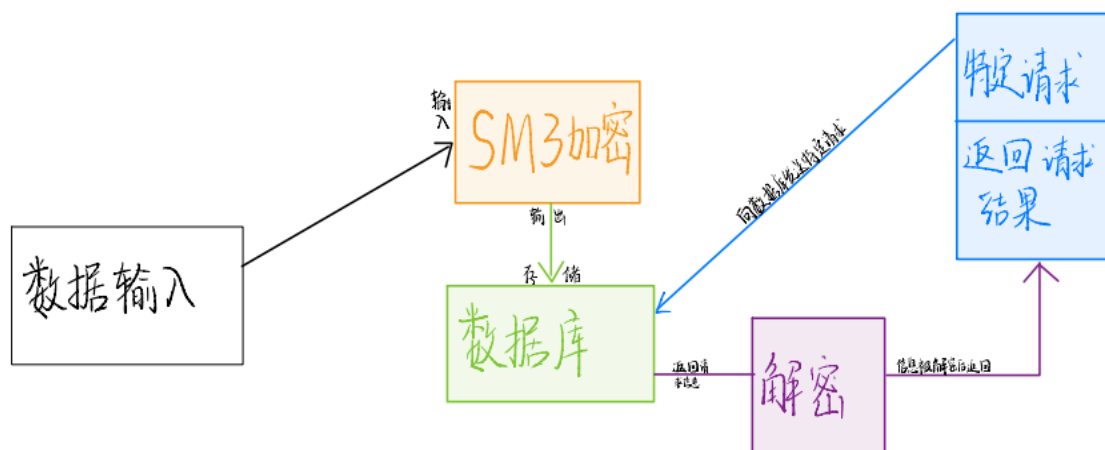 数据输入
输入
SM3加密
输出
存储
数据库
向数据库发送特定请求
特定请求
返回请求
结果
返回请
求信息
解密
信息被解密后返回